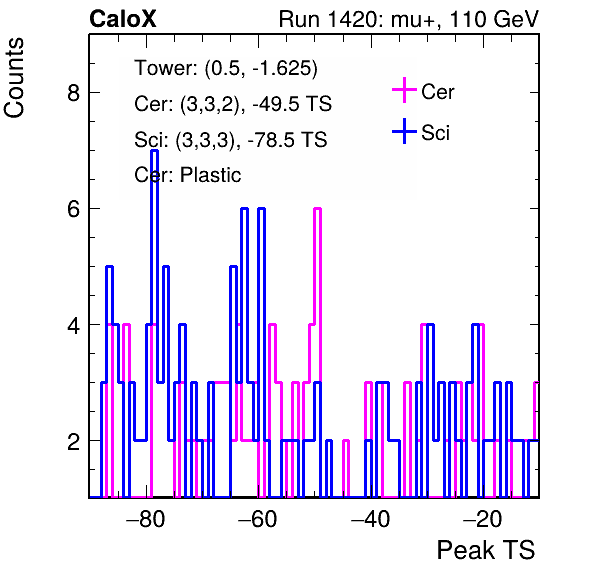 CaloX Run 1420: mu+, 110 GeV
Counts
Tower: (0.5, -1.625)
Cer: (3,3,2), -49.5 TS
Sci: (3,3,3), -78.5 TS
Cer: Plastic
Cer
Sci
8
6
4
2
−80 −60 −40 −20
Peak TS